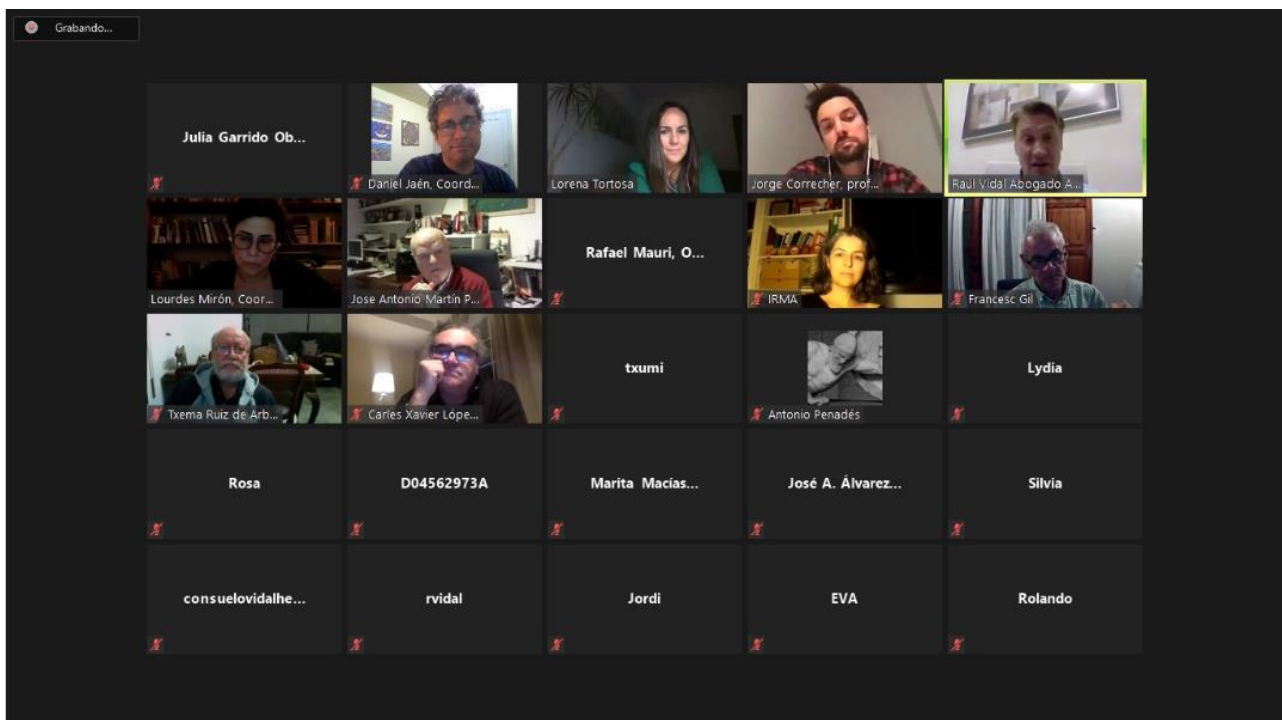 Grabando...
Julia Garrido Ob...
Daniel Jaén, Coord...
Lorena Tortosa
Jorge Correcher, prof...
Raúl Vidal Abogado A...
Lourdes Mirón, Coor...
Jose Antonio Martín P...
Rafael Mauri, O...
IRMA
Francesc Gil
Txema Ruiz de Arb...
Carles Xavier Lópe...
txumi
Antonio Penadés
Lydia
Rosa
D04562973A
Marita Macías...
José A. Álvarez...
Silvia
consuelovidalhe...
rvidal
Jordi
EVA
Rolando